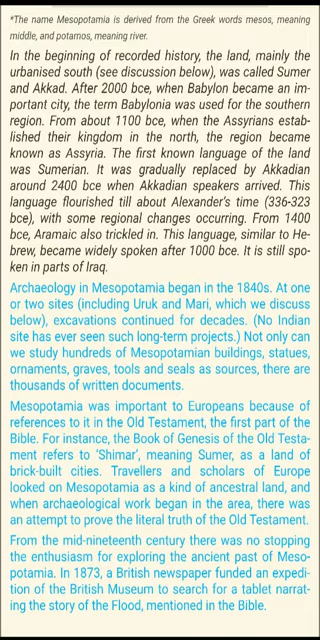 *The name Mesopotamia is derived from the Greek words mesos, meaning
middle, and potamos, meaning river.
In the beginning of recorded history, the land, mainly the
urbanised south (see discussion below), was called Sumer
and Akkad. After 2000 bce, when Babylon became an im-
portant city, the term Babylonia was used for the southern
region. From about 1100 bce, when the Assyrians estab-
lished their kingdom in the north, the region became
known as Assyria. The first known language of the land
was Sumerian. It was gradually replaced by Akkadian
around 2400 bce when Akkadian speakers arrived. This
language flourished till about Alexander's time (336-323
bce), with some regional changes occurring. From 1400
bce, Aramaic also trickled in. This language, similar to He-
brew, became widely spoken after 1000 bce. It is still spo-
ken in parts of Iraq.
Archaeology in Mesopotamia began in the 1840s. At one
or two sites (including Uruk and Mari, which we discuss
below), excavations continued for decades. (No Indian
site has ever seen such long-term projects.) Not only can
we study hundreds of Mesopotamian buildings, statues,
ornaments, graves, tools and seals as sources, there are
thousands of written documents.
Mesopotamia was important to Europeans because of
references to it in the Old Testament, the first part of the
Bible. For instance, the Book of Genesis of the Old Testa-
ment refers to 'Shimar', meaning Sumer, as a land of
brick-built cities. Travellers and scholars of Europe
looked on Mesopotamia as a kind of ancestral land, and
when archaeological work began in the area, there was
an attempt to prove the literal truth of the Old Testament.
From the mid-nineteenth century there was no stopping
the enthusiasm for exploring the ancient past of Meso-
potamia. In 1873, a British newspaper funded an expedi-
tion of the British Museum to search for a tablet narrat-
ing the story of the Flood, mentioned in the Bible.